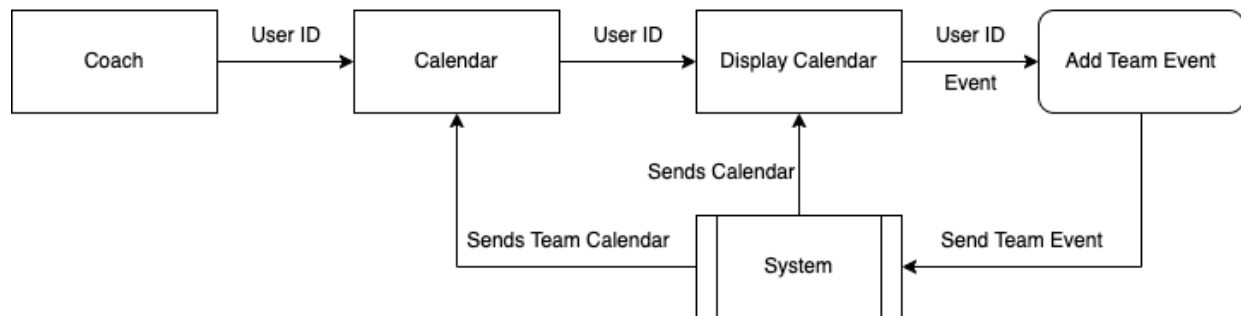 User ID
User ID
User ID
Coach
Calendar
Display Calendar
Add Team Event
Event
Sends Calendar
Sends Team Calendar
Send Team Event
System